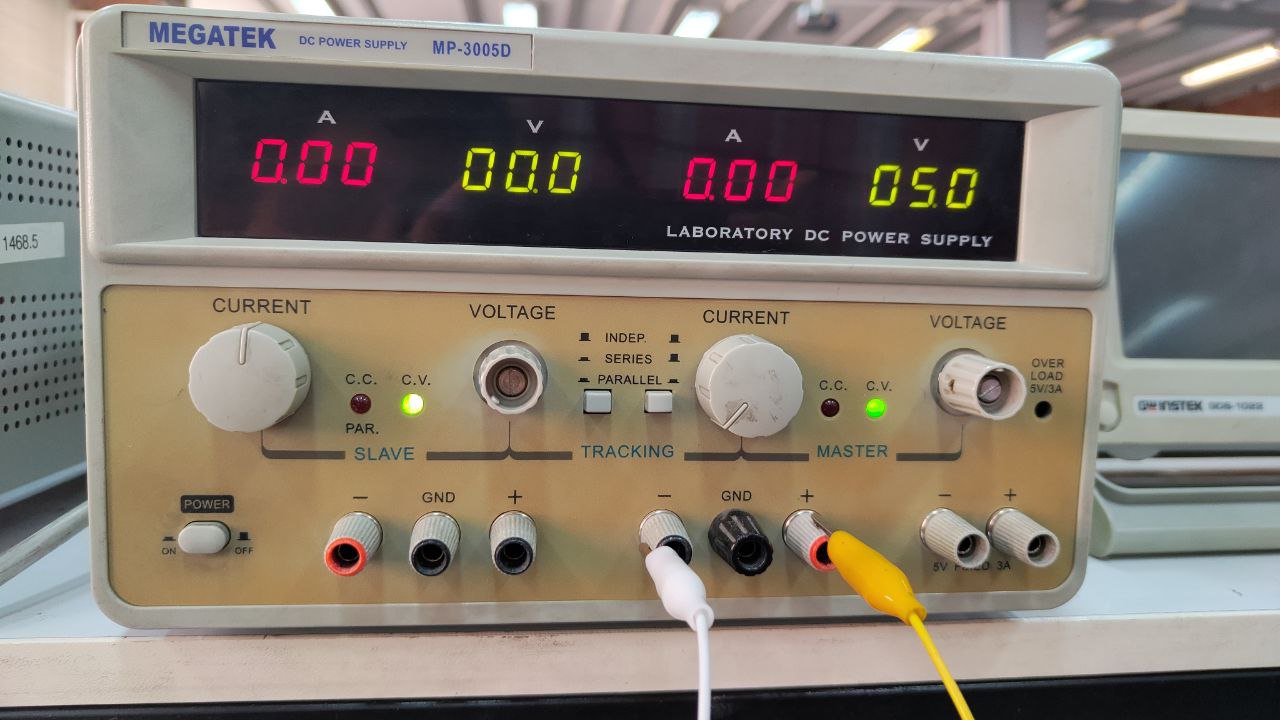 MEGATEK DC POWER SUPPLY MP-3005D
A V A V
0.00 00.0 0.00 05.0
LABORATORY DC POWER SUPPLY
1468.5
CURRENT VOLTAGE CURRENT VOLTAGE
INDEP.
SERIES
PARALLEL
OVER
LOAD
5V/3A
C.C. C.V. C.C. C.V.
PAR.
SLAVE TRACKING MASTER
GW INSTEK GDS-1022
POWER
ON OFF
− GND + − GND + − +
5V FIXED 3A